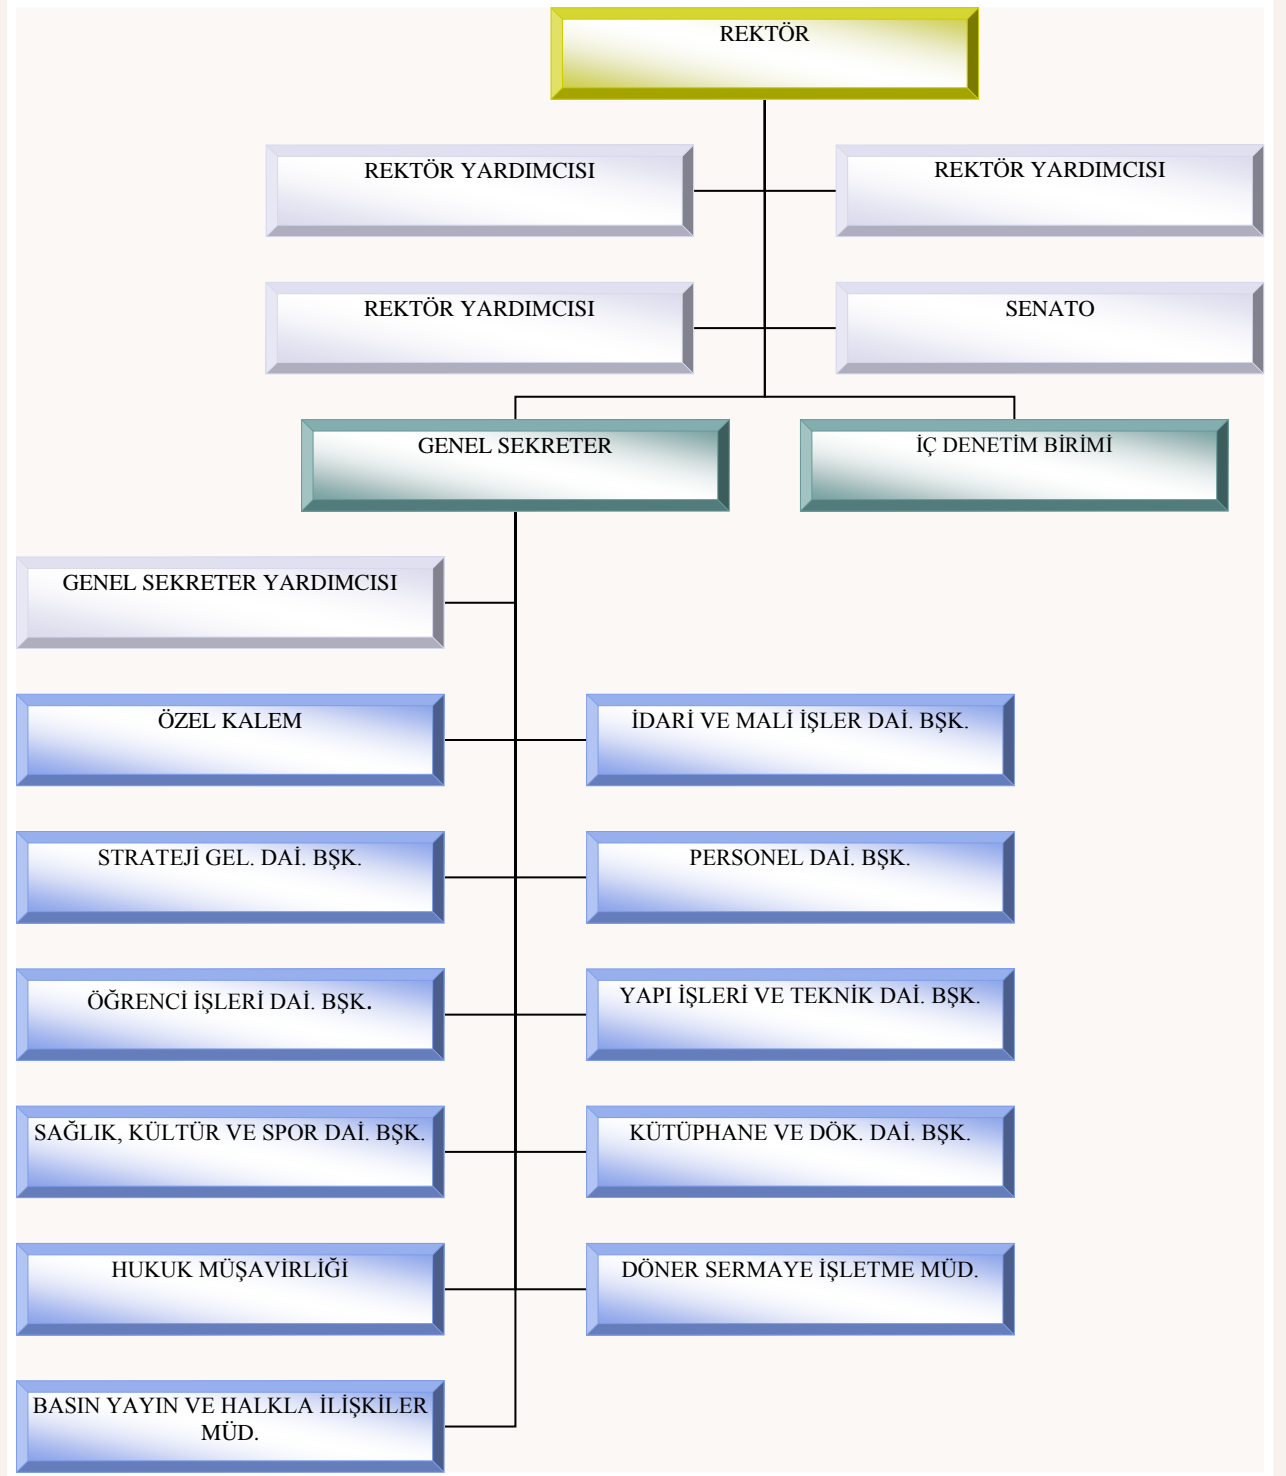 REKTÖR
REKTÖR YARDIMCISI
REKTÖR YARDIMCISI
REKTÖR YARDIMCISI
SENATO
GENEL SEKRETER
İÇ DENETİM BİRİMİ
GENEL SEKRETER YARDIMCISI
ÖZEL KALEM
İDARİ VE MALİ İŞLER DAİ. BŞK.
STRATEJİ GEL. DAİ. BŞK.
PERSONEL DAİ. BŞK.
ÖĞRENCİ İŞLERİ DAİ. BŞK.
YAPI İŞLERİ VE TEKNİK DAİ. BŞK.
SAĞLIK, KÜLTÜR VE SPOR DAİ. BŞK.
KÜTÜPHANE VE DÖK. DAİ. BŞK.
HUKUK MÜŞAVİRLİĞİ
DÖNER SERMAYE İŞLETME MÜD.
BASIN YAYIN VE HALKLA İLİŞKİLER
MÜD.